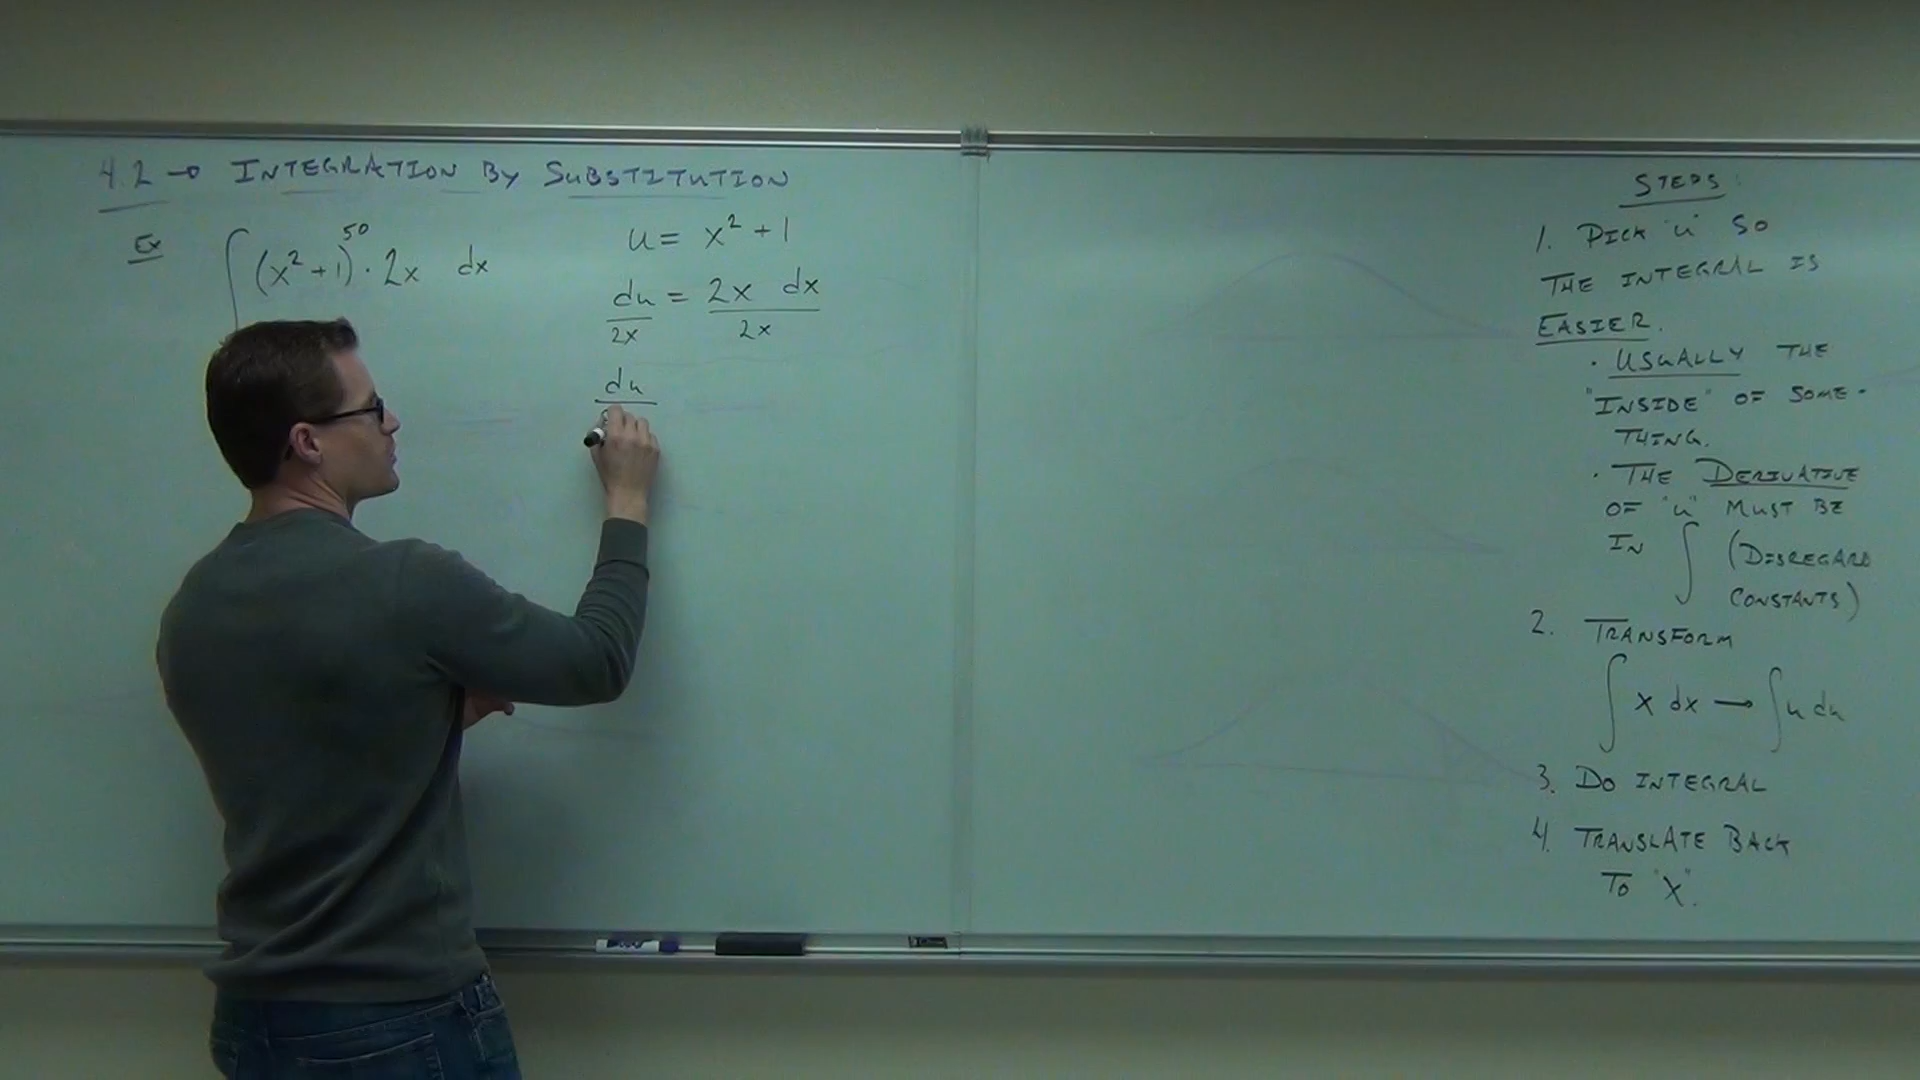 4.2 → INTEGRATION BY SUBSTITUTION
Ex ∫ (x²+1)⁵⁰ · 2x dx
u = x² + 1
du = 2x dx
2x 2x
du
STEPS:
1. PICK "u" SO
THE INTEGRAL IS
EASIER.
· USUALLY THE
"INSIDE" OF SOME-
THING.
· THE DERIVATIVE
OF "u" MUST BE
IN ∫ (DISREGARD
CONSTANTS)
2. TRANSFORM
∫ x dx → ∫ u du
3. DO INTEGRAL
4. TRANSLATE BACK
TO "X".